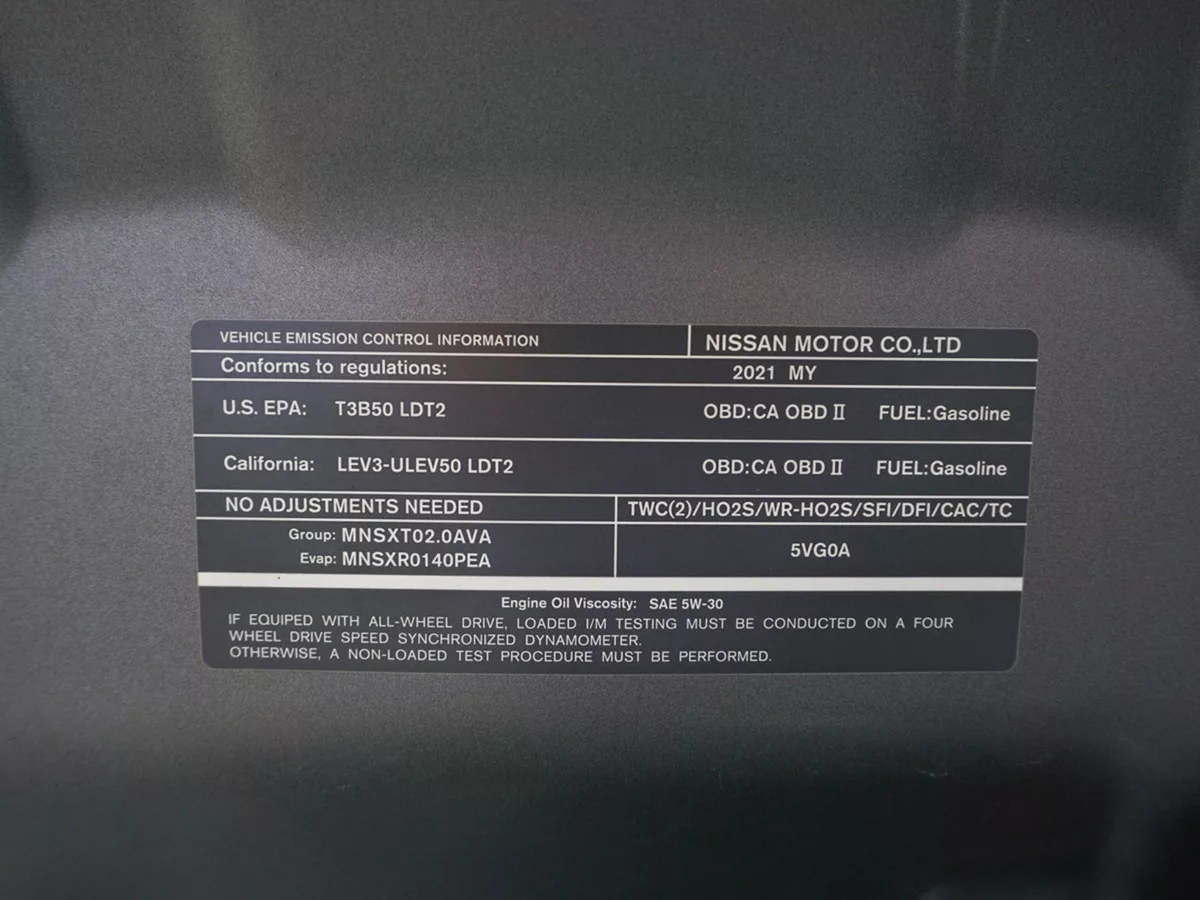 VEHICLE EMISSION CONTROL INFORMATION NISSAN MOTOR CO.,LTD
Conforms to regulations: 2021 MY
U.S. EPA: T3B50 LDT2 OBD:CA OBD II FUEL:Gasoline
California: LEV3-ULEV50 LDT2 OBD:CA OBD II FUEL:Gasoline
NO ADJUSTMENTS NEEDED TWC(2)/HO2S/WR-HO2S/SFI/DFI/CAC/TC
Group: MNSXT02.0AVA
Evap: MNSXR0140PEA
5VG0A
Engine Oil Viscosity: SAE 5W-30
IF EQUIPED WITH ALL-WHEEL DRIVE, LOADED I/M TESTING MUST BE CONDUCTED ON A FOUR
WHEEL DRIVE SPEED SYNCHRONIZED DYNAMOMETER.
OTHERWISE, A NON-LOADED TEST PROCEDURE MUST BE PERFORMED.